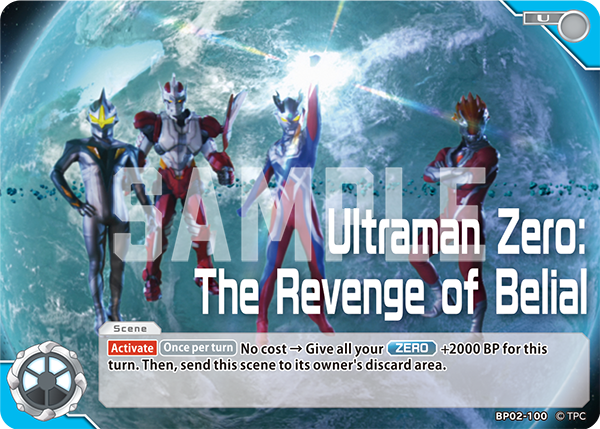 U
SAMPLE
Ultraman Zero:
The Revenge of Belial
Scene
Activate Once per turn No cost → Give all your ZERO +2000 BP for this
turn. Then, send this scene to its owner's discard area.
BP02-100 © TPC